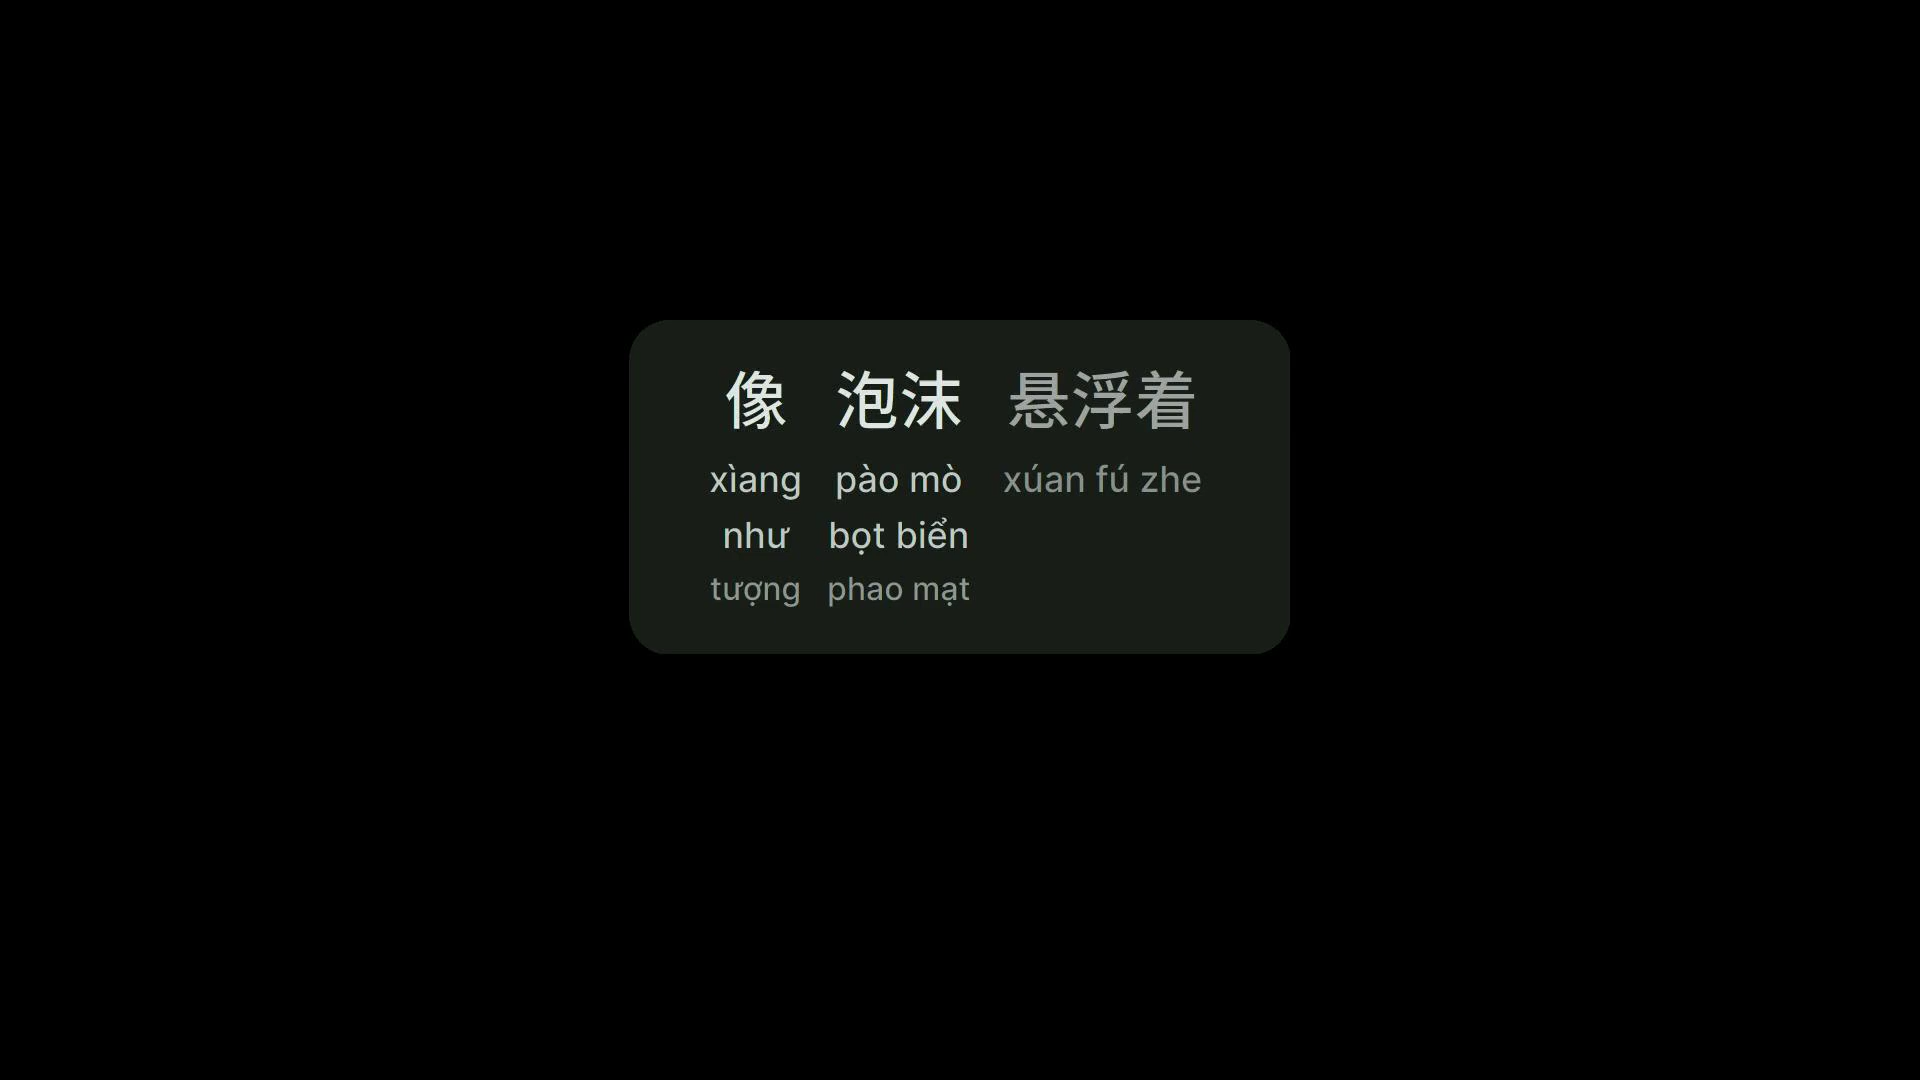 像 泡沫 悬浮着
xìang pào mò xúan fú zhe
như bọt biển
tượng phao mạt